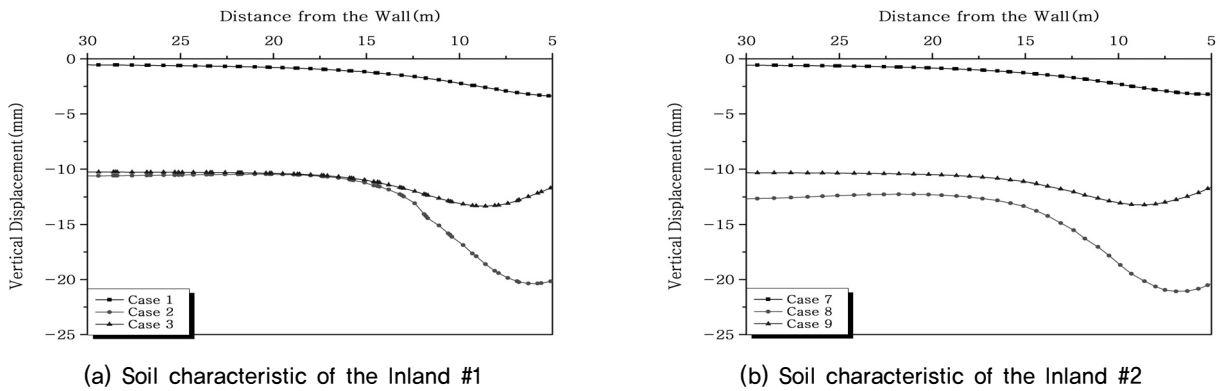 Distance from the Wall(m)
30 25 20 15 10 5
0
−5
−10
−15
−20
−25
Vertical Displacement(mm)
Case 1
Case 2
Case 3
(a) Soil characteristic of the Inland #1
Distance from the Wall(m)
30 25 20 15 10 5
0
−5
−10
−15
−20
−25
Vertical Displacement(mm)
Case 7
Case 8
Case 9
(b) Soil characteristic of the Inland #2